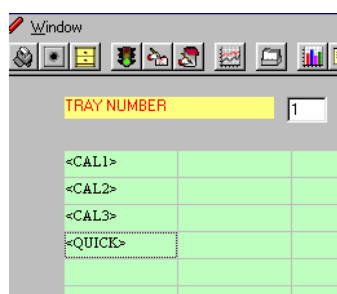 Window
TRAY NUMBER 1
<CAL1>
<CAL2>
<CAL3>
<QUICK>